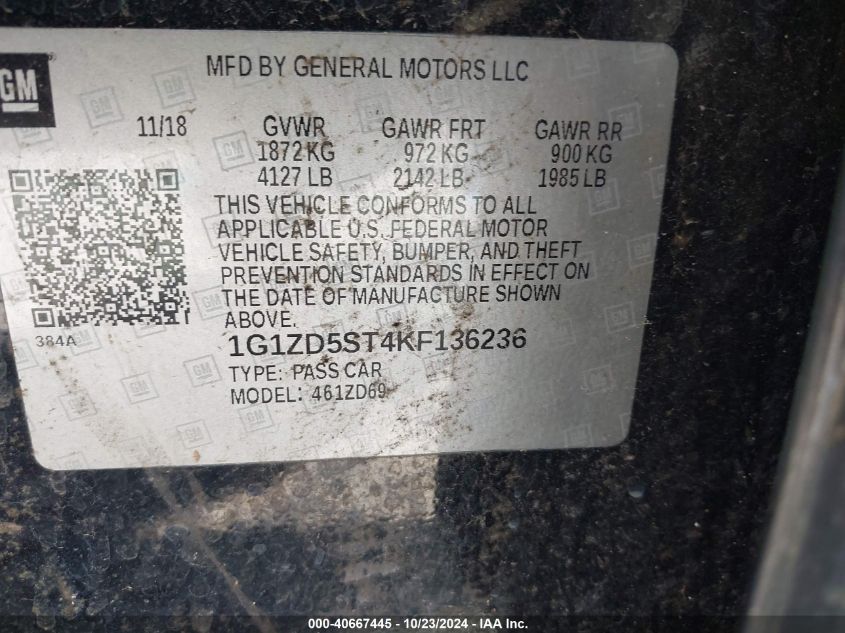 GM
MFD BY GENERAL MOTORS LLC
11/18 GVWR GAWR FRT GAWR RR
1872 KG 972 KG 900 KG
4127 LB 2142 LB 1985 LB
THIS VEHICLE CONFORMS TO ALL
APPLICABLE U.S. FEDERAL MOTOR
VEHICLE SAFETY, BUMPER, AND THEFT
PREVENTION STANDARDS IN EFFECT ON
THE DATE OF MANUFACTURE SHOWN
ABOVE.
384A
1G1ZD5ST4KF136236
TYPE: PASS CAR
MODEL: 461ZD69
000-40667445 - 10/23/2024 - IAA Inc.